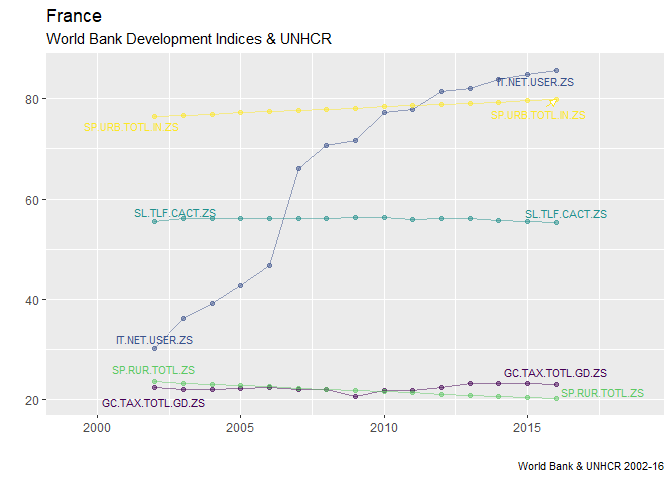 France
World Bank Development Indices & UNHCR
80
60
40
20
IT.NET.USER.ZS
SP.URB.TOTL.IN.ZS
SP.URB.TOTL.IN.ZS
SL.TLF.CACT.ZS
SL.TLF.CACT.ZS
IT.NET.USER.ZS
SP.RUR.TOTL.ZS
GC.TAX.TOTL.GD.ZS
SP.RUR.TOTL.ZS
GC.TAX.TOTL.GD.ZS
2000
2005
2010
2015
World Bank & UNHCR 2002-16